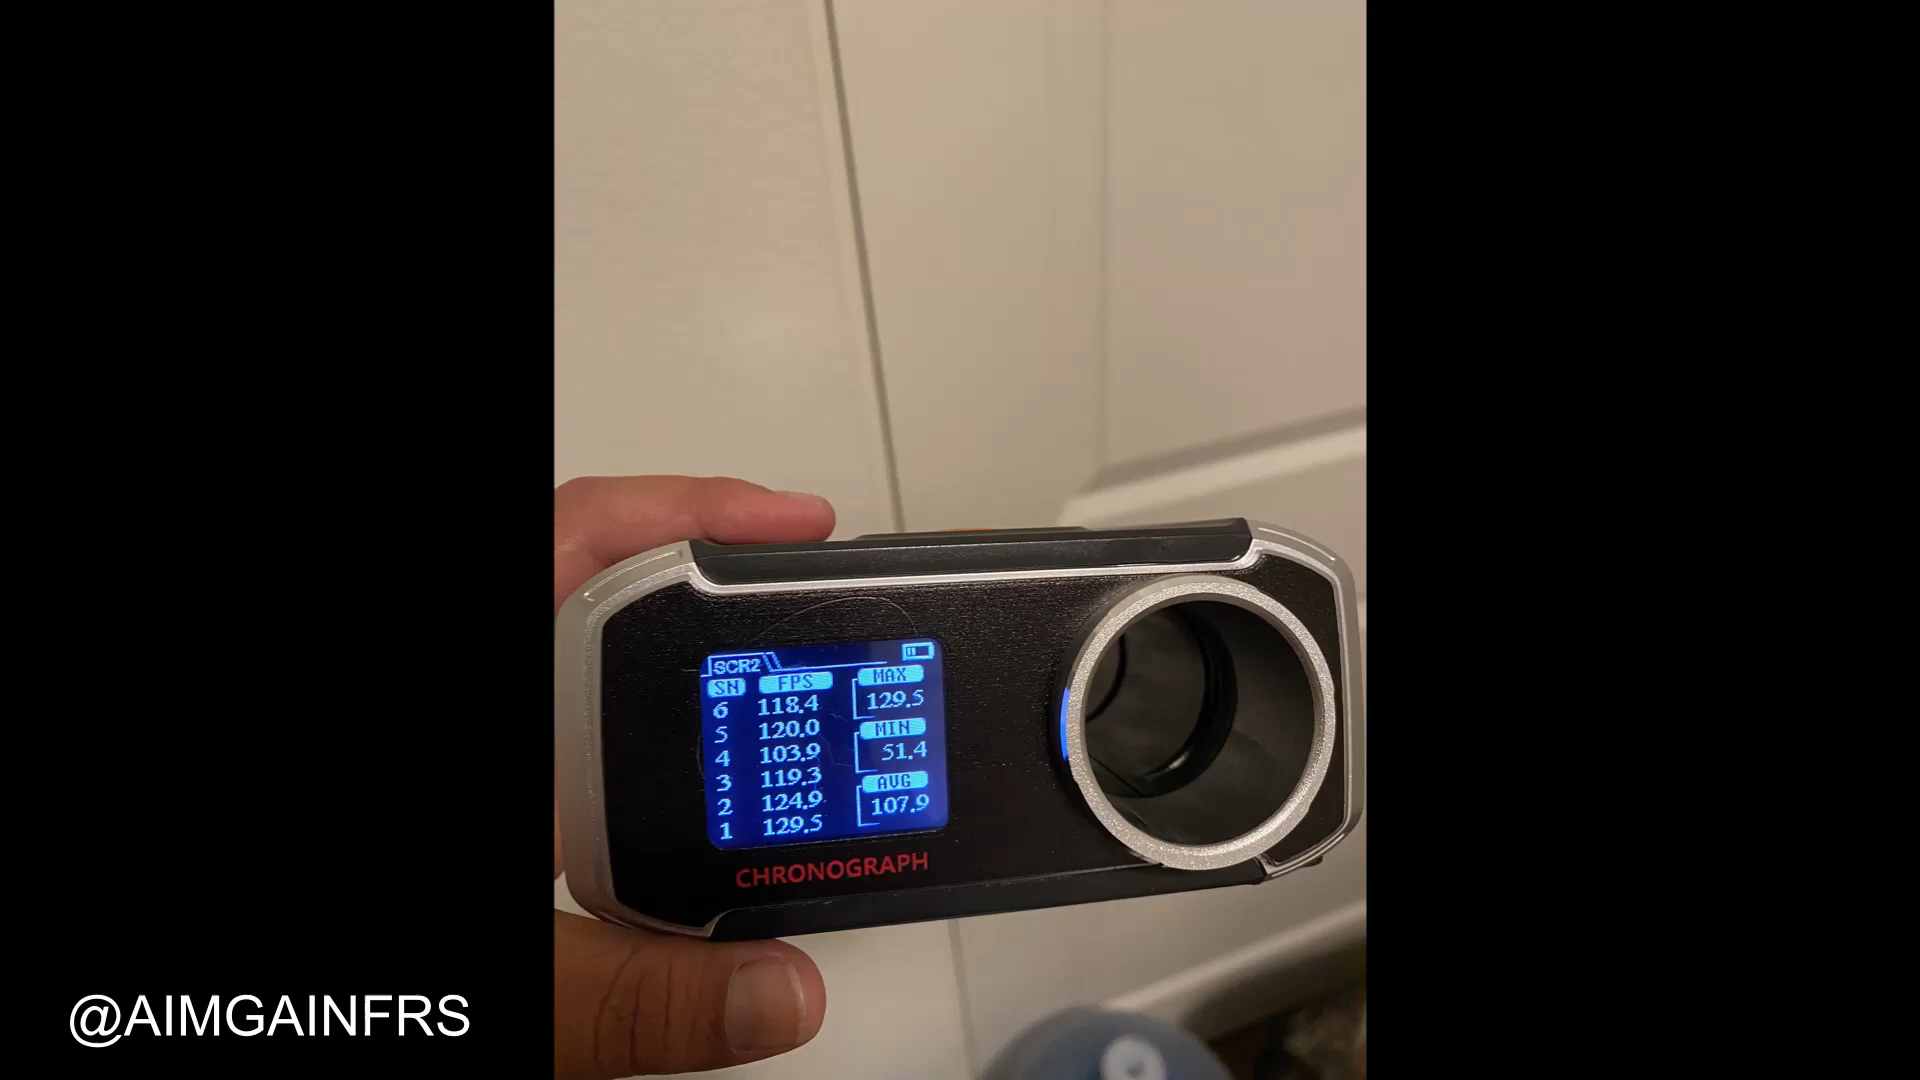 SCR2
SN FPS MAX
6 118.4 129.5
5 120.0 MIN
4 103.9 51.4
3 119.3 AVG
2 124.9 107.9
1 129.5
CHRONOGRAPH
@AIMGAINFRS